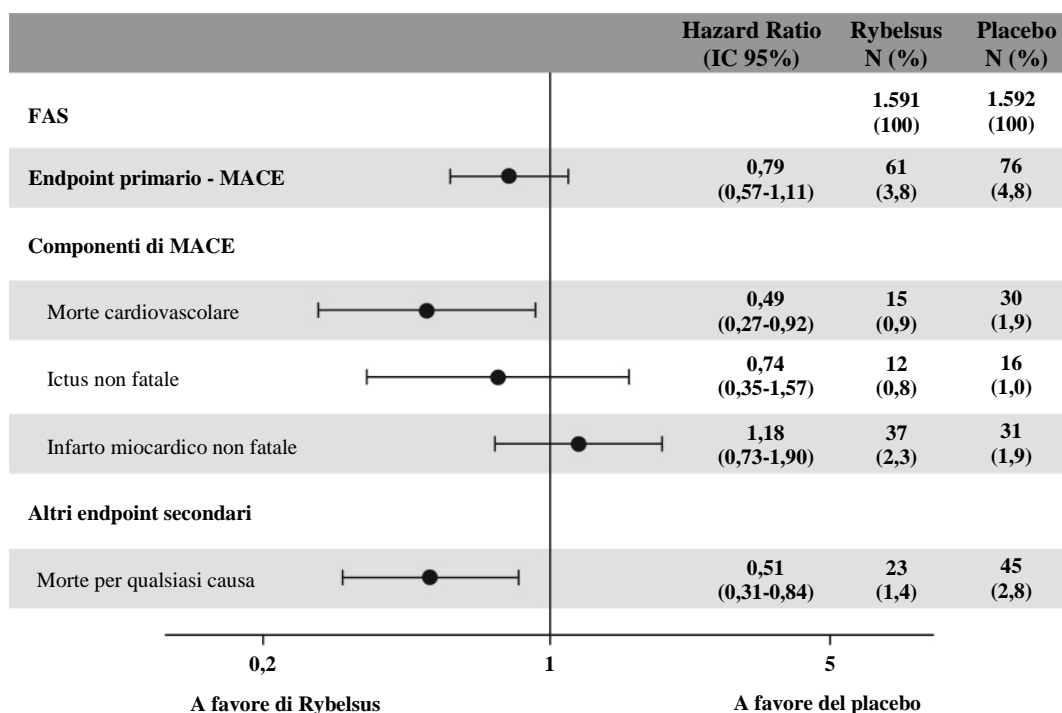 Hazard Ratio Rybelsus Placebo
(IC 95%) N (%) N (%)
FAS 1.591 1.592
(100) (100)
Endpoint primario - MACE 0,79 61 76
(0,57-1,11) (3,8) (4,8)
Componenti di MACE
Morte cardiovascolare 0,49 15 30
(0,27-0,92) (0,9) (1,9)
Ictus non fatale 0,74 12 16
(0,35-1,57) (0,8) (1,0)
Infarto miocardico non fatale 1,18 37 31
(0,73-1,90) (2,3) (1,9)
Altri endpoint secondari
Morte per qualsiasi causa 0,51 23 45
(0,31-0,84) (1,4) (2,8)
0,2 1 5
A favore di Rybelsus A favore del placebo